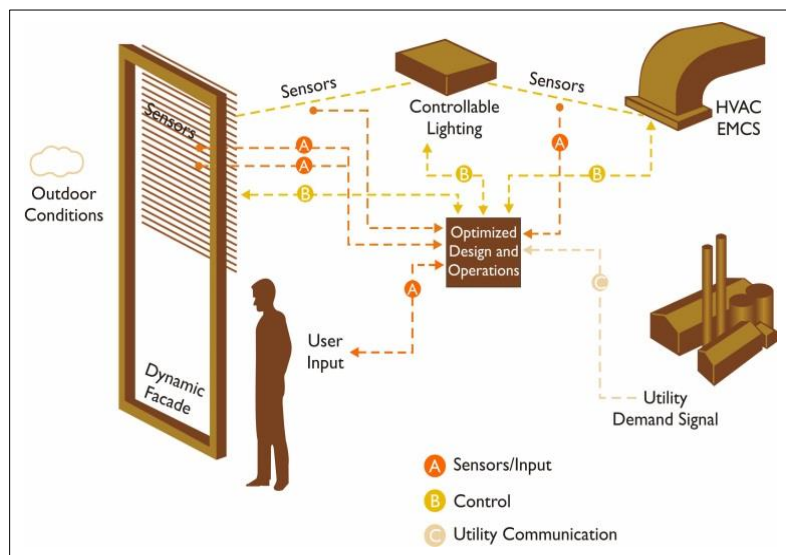 Sensors
Sensors
Sensors
Controllable
Lighting
HVAC
EMCS
A
A
A
B
B
B
Outdoor
Conditions
Optimized
Design and
Operations
A
C
User
Input
Dynamic
Facade
Utility
Demand Signal
A Sensors/Input
B Control
C Utility Communication